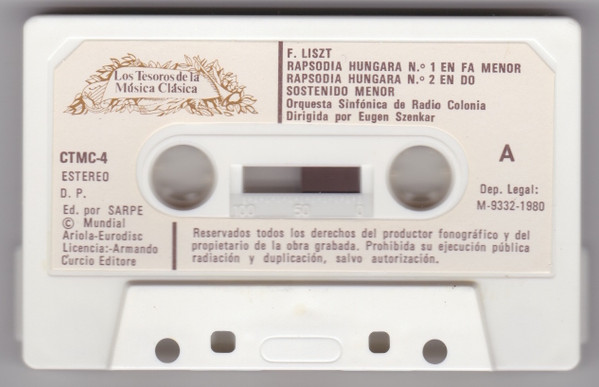 Los Tesoros de la
Música Clásica
F. LISZT
RAPSODIA HUNGARA N.º 1 EN FA MENOR
RAPSODIA HUNGARA N.º 2 EN DO
SOSTENIDO MENOR
Orquesta Sinfónica de Radio Colonia
Dirigida por Eugen Szenkar
CTMC-4
ESTEREO
D. P.
Ed. por SARPE
© Mundial
Ariola-Eurodisc
Licencia:-Armando
Curcio Editore
A
Dep. Legal:
M-9332-1980
100 50 0
Reservados todos los derechos del productor fonográfico y del
propietario de la obra grabada. Prohibida su ejecución pública
radiación y duplicación, salvo autorización.